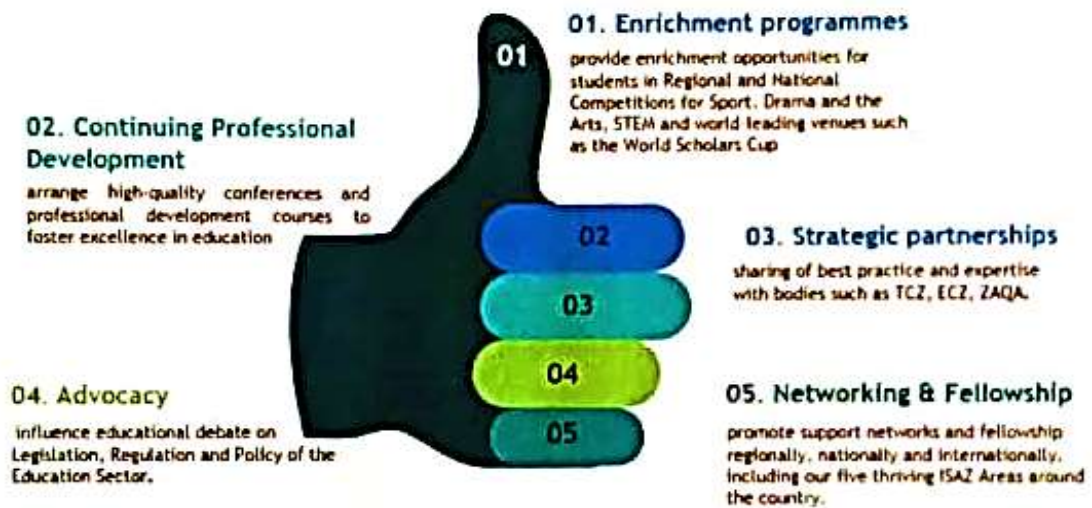 01. Enrichment programmes
provide enrichment opportunities for
students in Regional and National
Competitions for Sport, Drama and the
Arts, STEM and world leading venues such
as the World Scholars Cup
01
02. Continuing Professional
Development
arrange high-quality conferences and
professional development courses to
foster excellence in education
02
03. Strategic partnerships
sharing of best practice and expertise
with bodies such as TCZ, ECZ, ZAQA.
03
04
04. Advocacy
influence educational debate on
Legislation, Regulation and Policy of the
Education Sector.
05
05. Networking & Fellowship
promote support networks and fellowship
regionally, nationally and internationally,
including our five thriving ISAZ Areas around
the country.